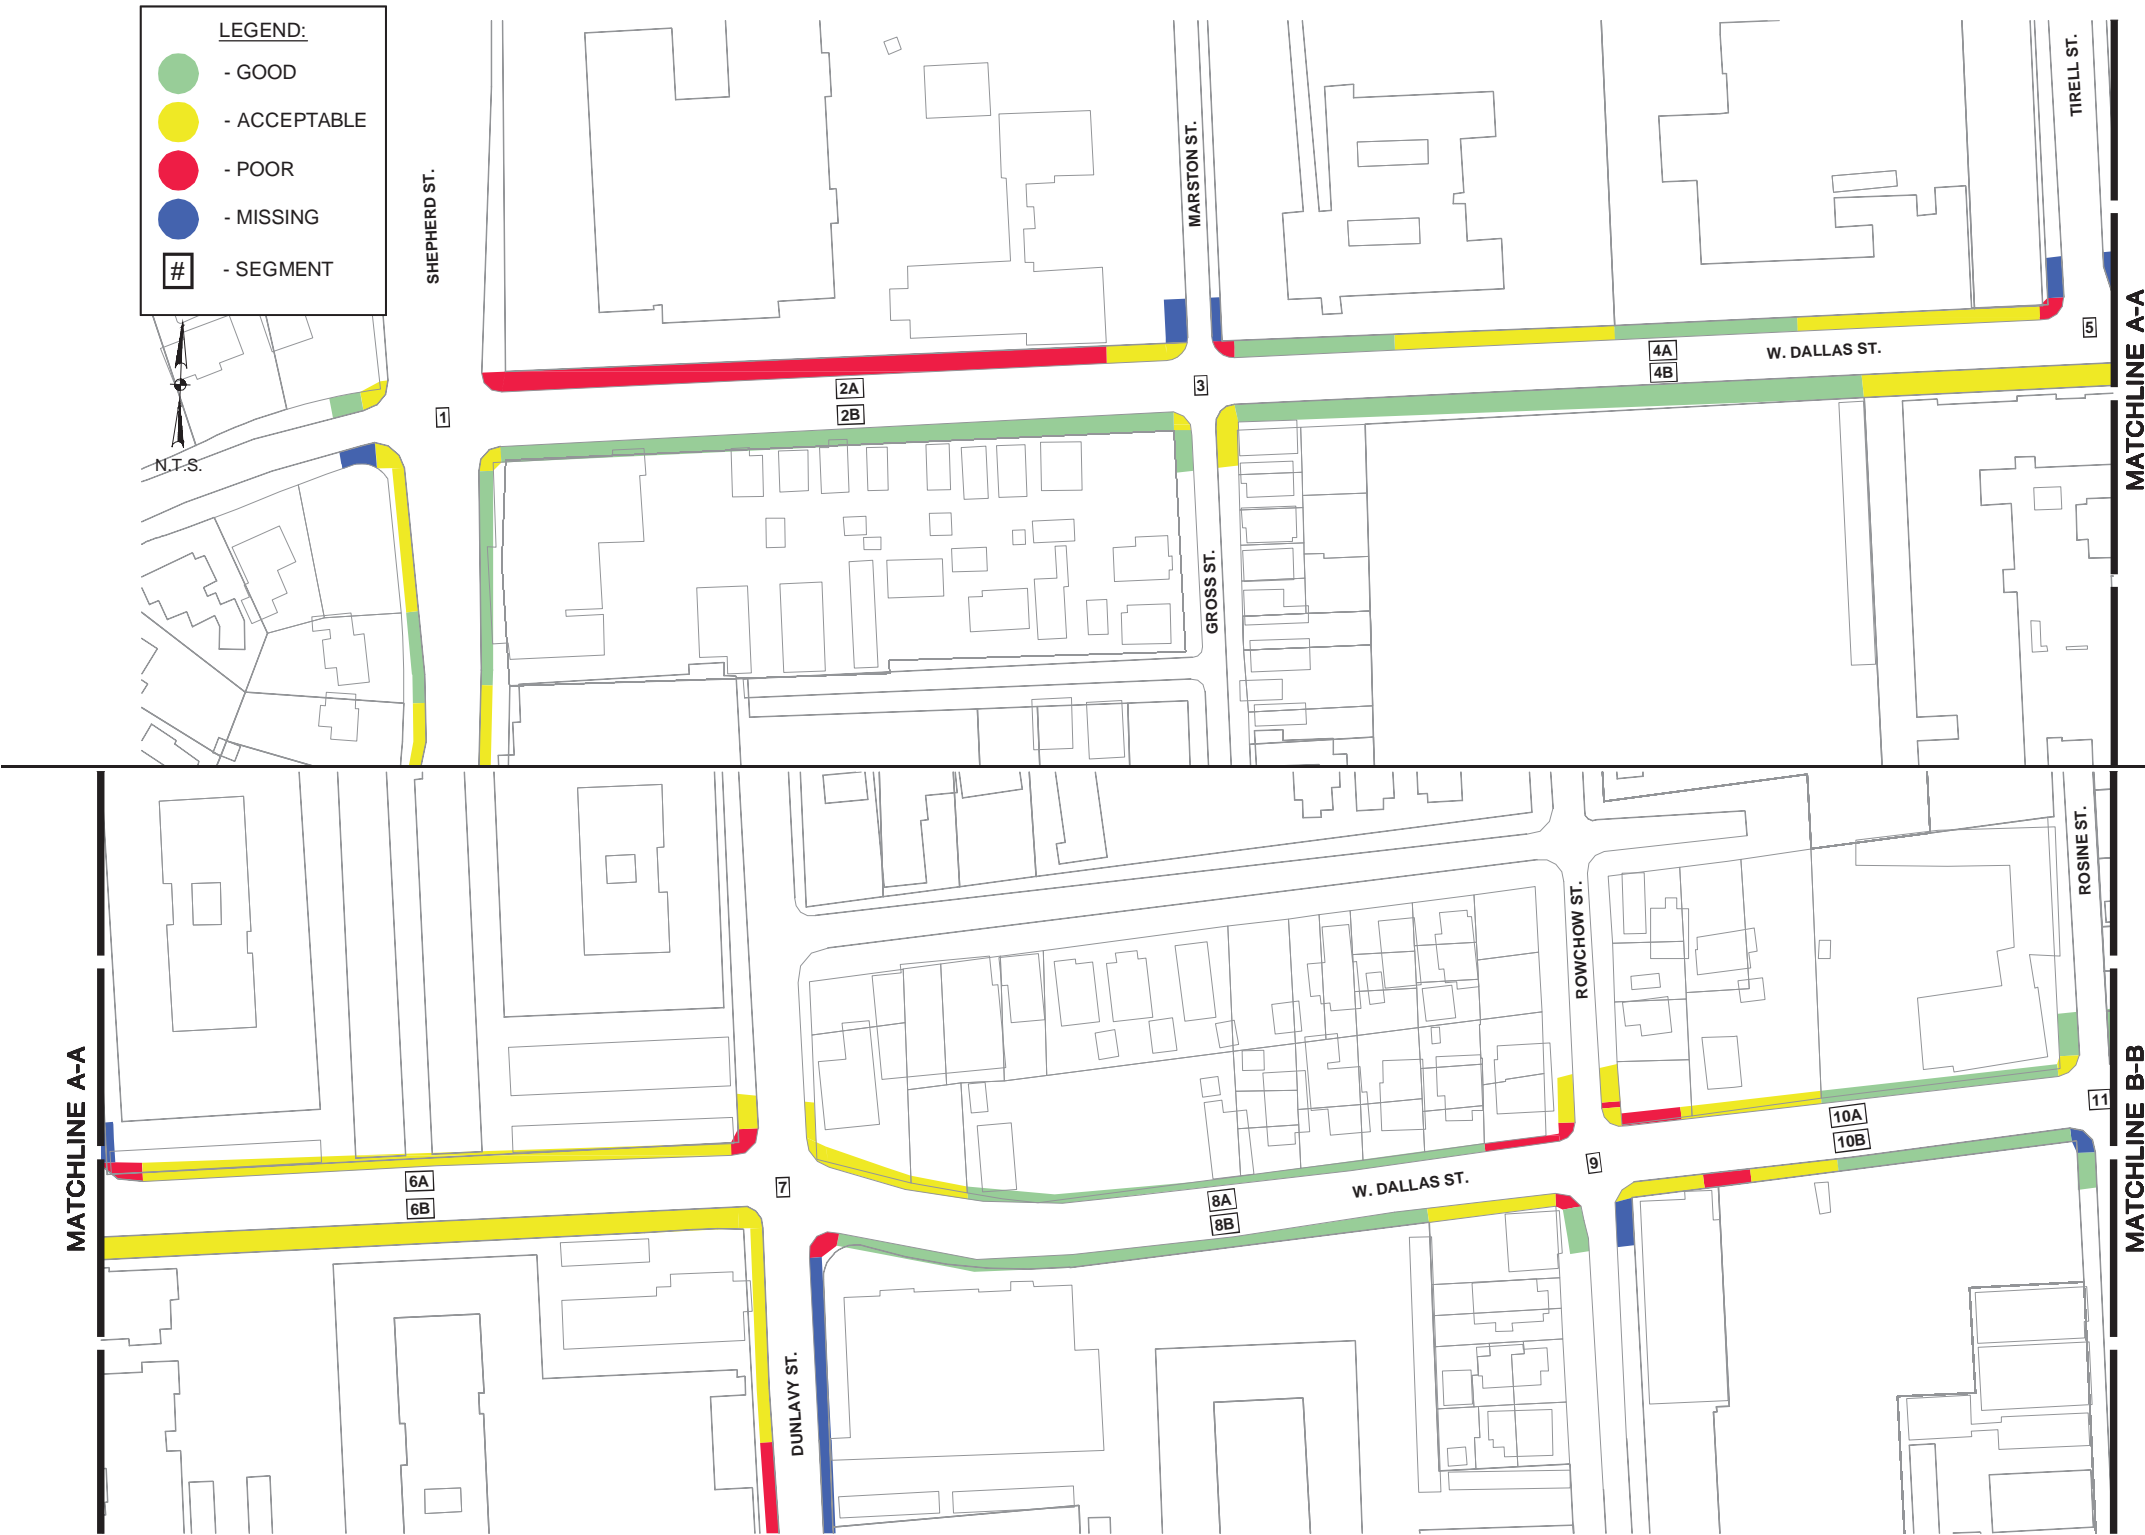 LEGEND:
- GOOD
- ACCEPTABLE
- POOR
- MISSING
# - SEGMENT
N.T.S.
SHEPHERD ST.
MARSTON ST.
TIRELL ST.
MATCHLINE A-A
W. DALLAS ST.
GROSS ST.
1
2A
2B
3
4A
4B
5
MATCHLINE A-A
ROWCHOW ST.
ROSINE ST.
MATCHLINE B-B
W. DALLAS ST.
DUNLAVY ST.
6A
6B
7
8A
8B
9
10A
10B
11